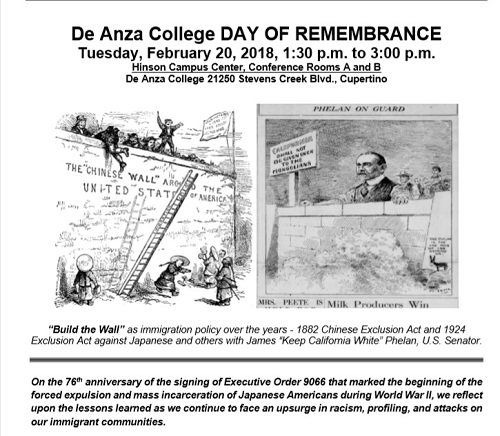 De Anza College DAY OF REMEMBRANCE
Tuesday, February 20, 2018, 1:30 p.m. to 3:00 p.m.
Hinson Campus Center, Conference Rooms A and B
De Anza College 21250 Stevens Creek Blvd., Cupertino
THE "CHINESE WALL" AROUND THE
UNITED STATES OF AMERICA
PHELAN ON GUARD
CALIFORNIA
SHALL NOT
BE GIVEN OVER
TO THE
MONGOLIANS
MRS. PEETE IS
Milk Producers Win
"Build the Wall" as immigration policy over the years - 1882 Chinese Exclusion Act and 1924
Exclusion Act against Japanese and others with James "Keep California White" Phelan, U.S. Senator.
On the 76th anniversary of the signing of Executive Order 9066 that marked the beginning of the
forced expulsion and mass incarceration of Japanese Americans during World War II, we reflect
upon the lessons learned as we continue to face an upsurge in racism, profiling, and attacks on
our immigrant communities.